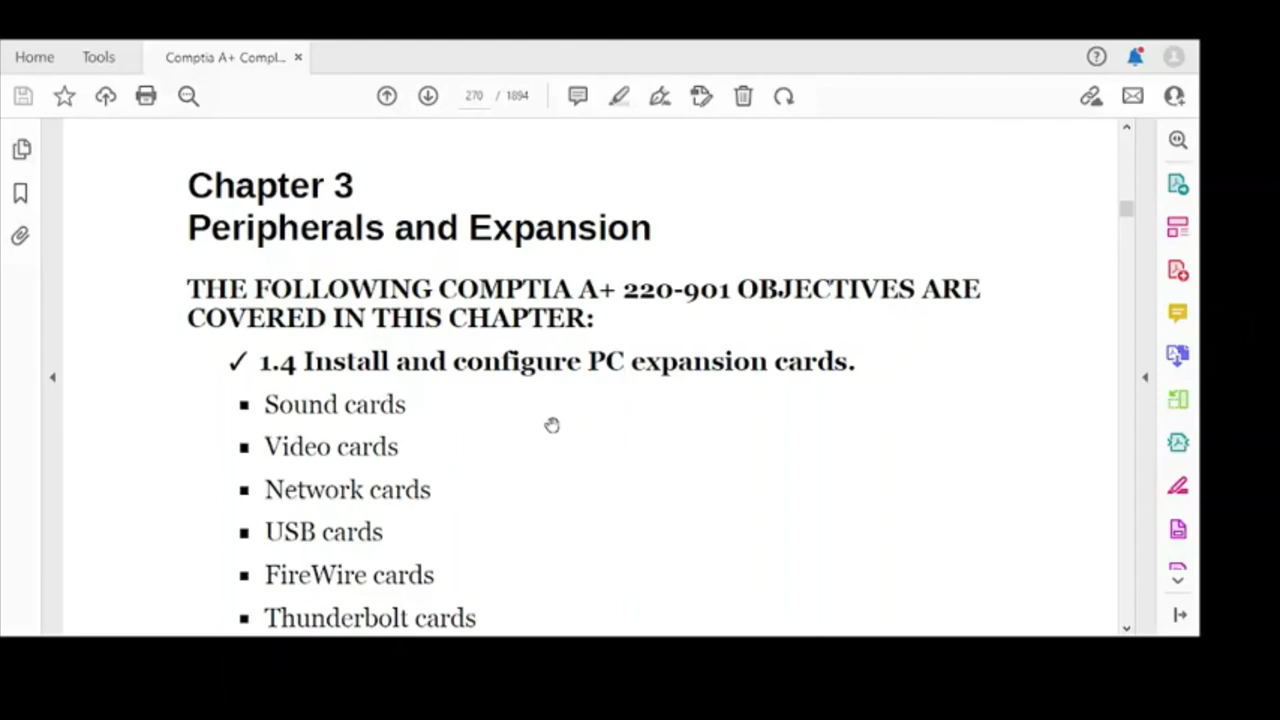 Home Tools Comptia A+ Compl...
270 / 1894
Chapter 3
Peripherals and Expansion
THE FOLLOWING COMPTIA A+ 220-901 OBJECTIVES ARE
COVERED IN THIS CHAPTER:
✓ 1.4 Install and configure PC expansion cards.
▪ Sound cards
▪ Video cards
▪ Network cards
▪ USB cards
▪ FireWire cards
▪ Thunderbolt cards